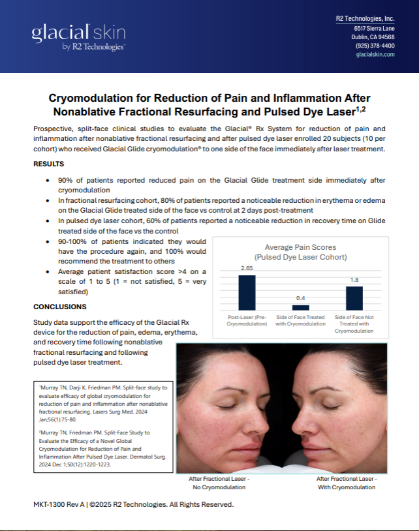 glacial skin
by R2 Technologies™
R2 Technologies, Inc.
6517 Sierra Lane
Dublin, CA 94568
(925) 378-4400
glacialskin.com
Cryomodulation for Reduction of Pain and Inflammation After
Nonablative Fractional Resurfacing and Pulsed Dye Laser1,2
Prospective, split-face clinical studies to evaluate the Glacial® Rx System for reduction of pain and
inflammation after nonablative fractional resurfacing and after pulsed dye laser enrolled 20 subjects (10 per
cohort) who received Glacial Glide cryomodulation® to one side of the face immediately after laser treatment.
RESULTS
• 90% of patients reported reduced pain on the Glacial Glide treatment side immediately after
cryomodulation
• In fractional resurfacing cohort, 80% of patients reported a noticeable reduction in erythema or edema
on the Glacial Glide treated side of the face vs control at 2 days post-treatment
• In pulsed dye laser cohort, 60% of patients reported a noticeable reduction in recovery time on Glide
treated side of the face vs the control
• 90-100% of patients indicated they would
have the procedure again, and 100% would
recommend the treatment to others
• Average patient satisfaction score >4 on a
scale of 1 to 5 (1 = not satisfied, 5 = very
satisfied)
Average Pain Scores
(Pulsed Dye Laser Cohort)
2.65
0.4
1.8
Post-Laser (Pre-
Cryomodulation)
Side of Face Treated
with Cryomodulation
Side of Face Not
Treated with
Cryomodulation
CONCLUSIONS
Study data support the efficacy of the Glacial Rx
device for the reduction of pain, edema, erythema,
and recovery time following nonablative
fractional resurfacing and following
pulsed dye laser treatment.
1Murray TN, Darji K, Friedman PM. Split-face study to
evaluate efficacy of global cryomodulation for
reduction of pain and inflammation after nonablative
fractional resurfacing. Lasers Surg Med. 2024
Jan;56(1):75-80.
2Murray TN, Friedman PM. Split-Face Study to
Evaluate the Efficacy of a Novel Global
Cryomodulation for Reduction of Pain and
Inflammation After Pulsed Dye Laser. Dermatol Surg.
2024 Dec 1;50(12):1220-1223.
After Fractional Laser -
No Cryomodulation
After Fractional Laser -
With Cryomodulation
MKT-1300 Rev A | ©2025 R2 Technologies. All Rights Reserved.